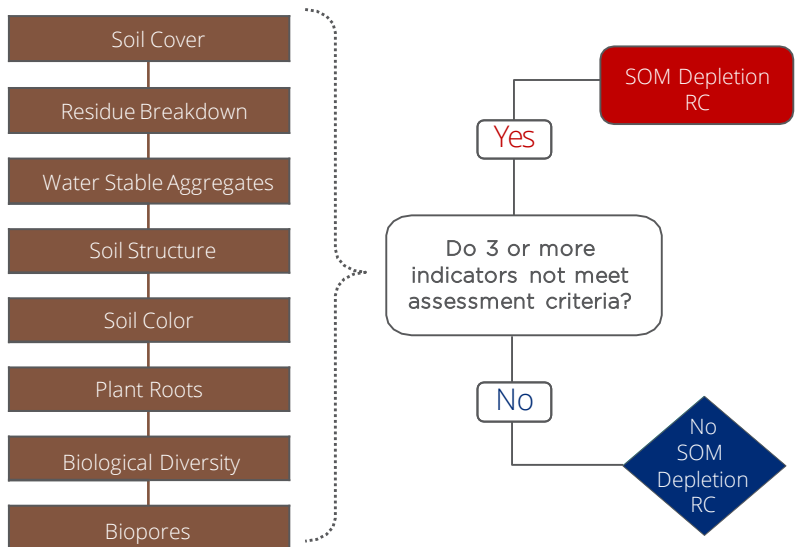 Soil Cover
Residue Breakdown
Water Stable Aggregates
Soil Structure
Soil Color
Plant Roots
Biological Diversity
Biopores
SOM Depletion
RC
Yes
Do 3 or more
indicators not meet
assessment criteria?
No
No
SOM
Depletion
RC